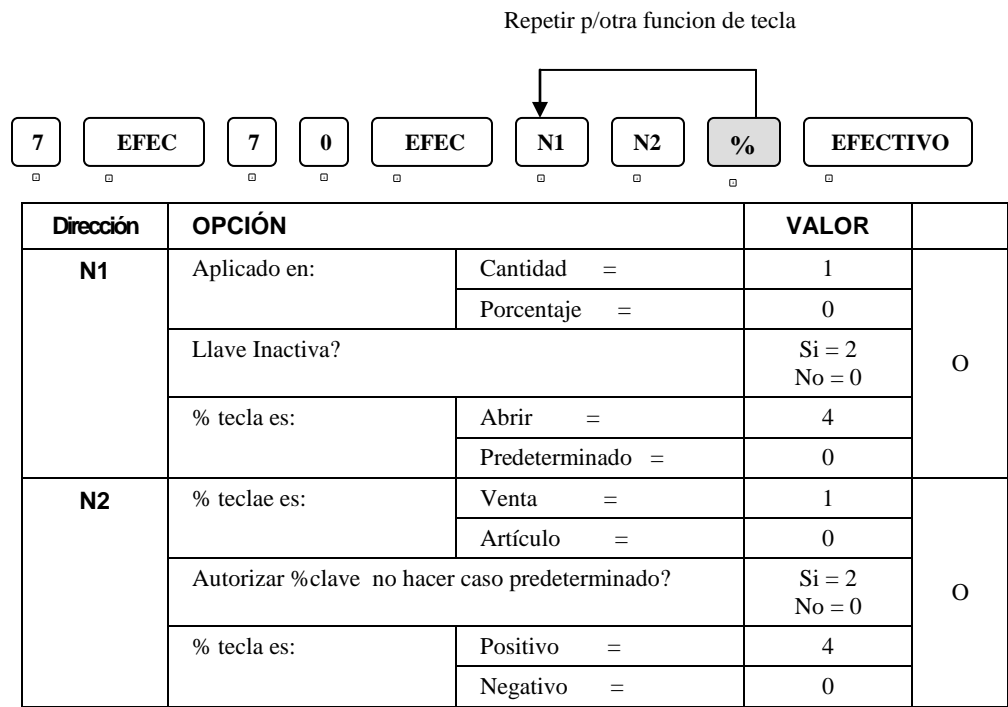 Repetir p/otra funcion de tecla
7 EFEC 7 0 EFEC N1 N2 % EFECTIVO
Dirección OPCIÓN VALOR
N1 Aplicado en: Cantidad = 1
Porcentaje = 0
Llave Inactiva? Si = 2
No = 0
O
% tecla es: Abrir = 4
Predeterminado = 0
N2 % teclae es: Venta = 1
Artículo = 0
Autorizar %clave no hacer caso predeterminado? Si = 2
No = 0
O
% tecla es: Positivo = 4
Negativo = 0